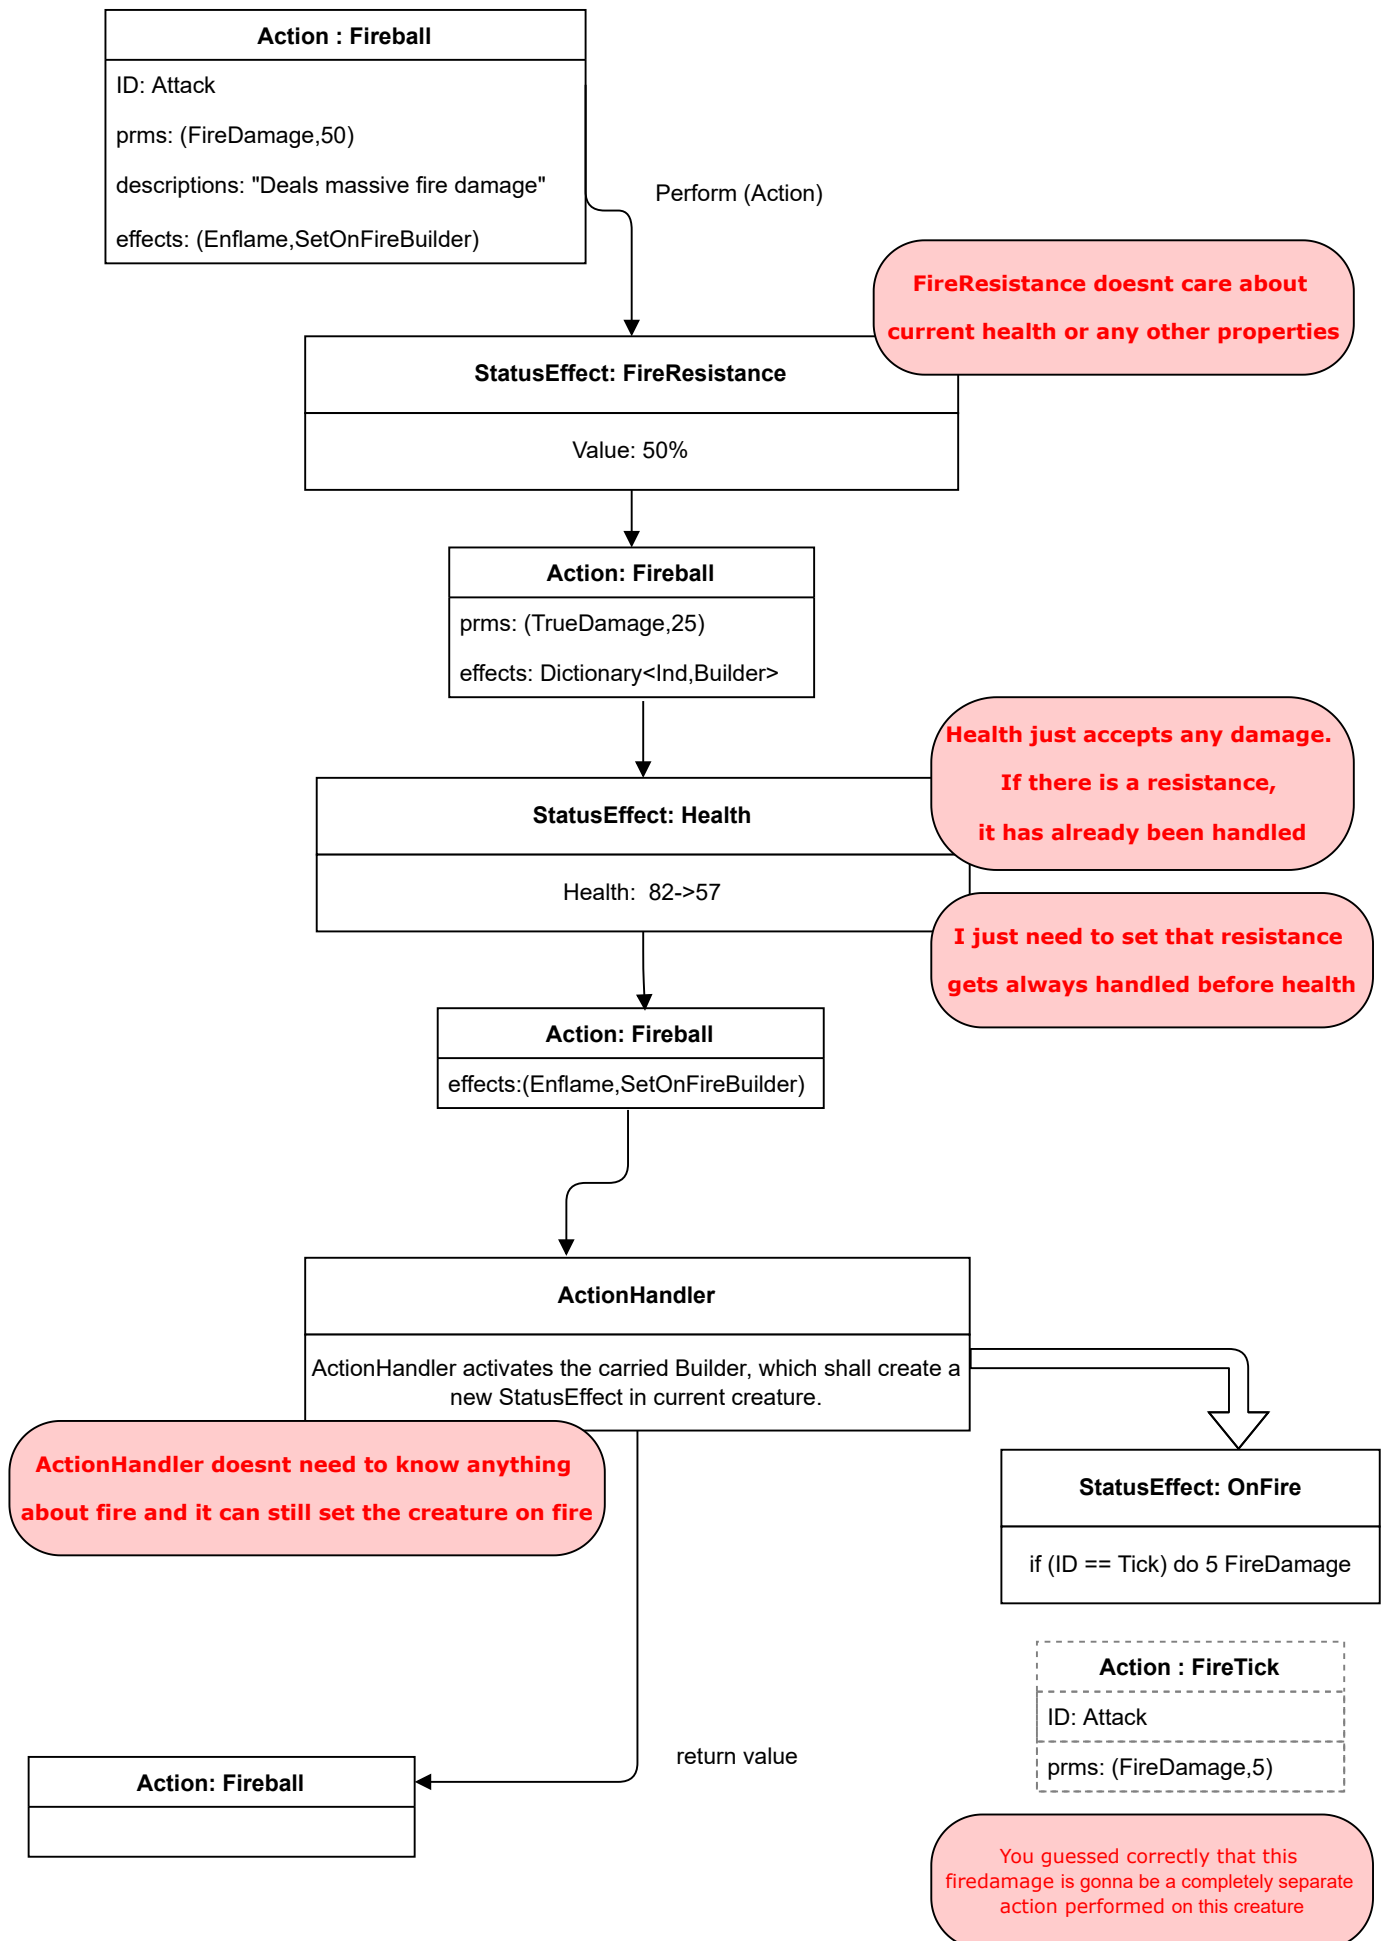 Action : Fireball
ID: Attack
prms: (FireDamage,50)
descriptions: "Deals massive fire damage"
effects: (Enflame,SetOnFireBuilder)
Perform (Action)
FireResistance doesnt care about
current health or any other properties
StatusEffect: FireResistance
Value: 50%
Action: Fireball
prms: (TrueDamage,25)
effects: Dictionary<Ind,Builder>
Health just accepts any damage.
If there is a resistance,
it has already been handled
StatusEffect: Health
Health:  82->57
I just need to set that resistance
gets always handled before health
Action: Fireball
effects:(Enflame,SetOnFireBuilder)
ActionHandler
ActionHandler activates the carried Builder, which shall create a
new StatusEffect in current creature.
ActionHandler doesnt need to know anything
about fire and it can still set the creature on fire
StatusEffect: OnFire
if (ID == Tick) do 5 FireDamage
Action : FireTick
ID: Attack
prms: (FireDamage,5)
return value
Action: Fireball
You guessed correctly that this
firedamage is gonna be a completely separate
action performed on this creature